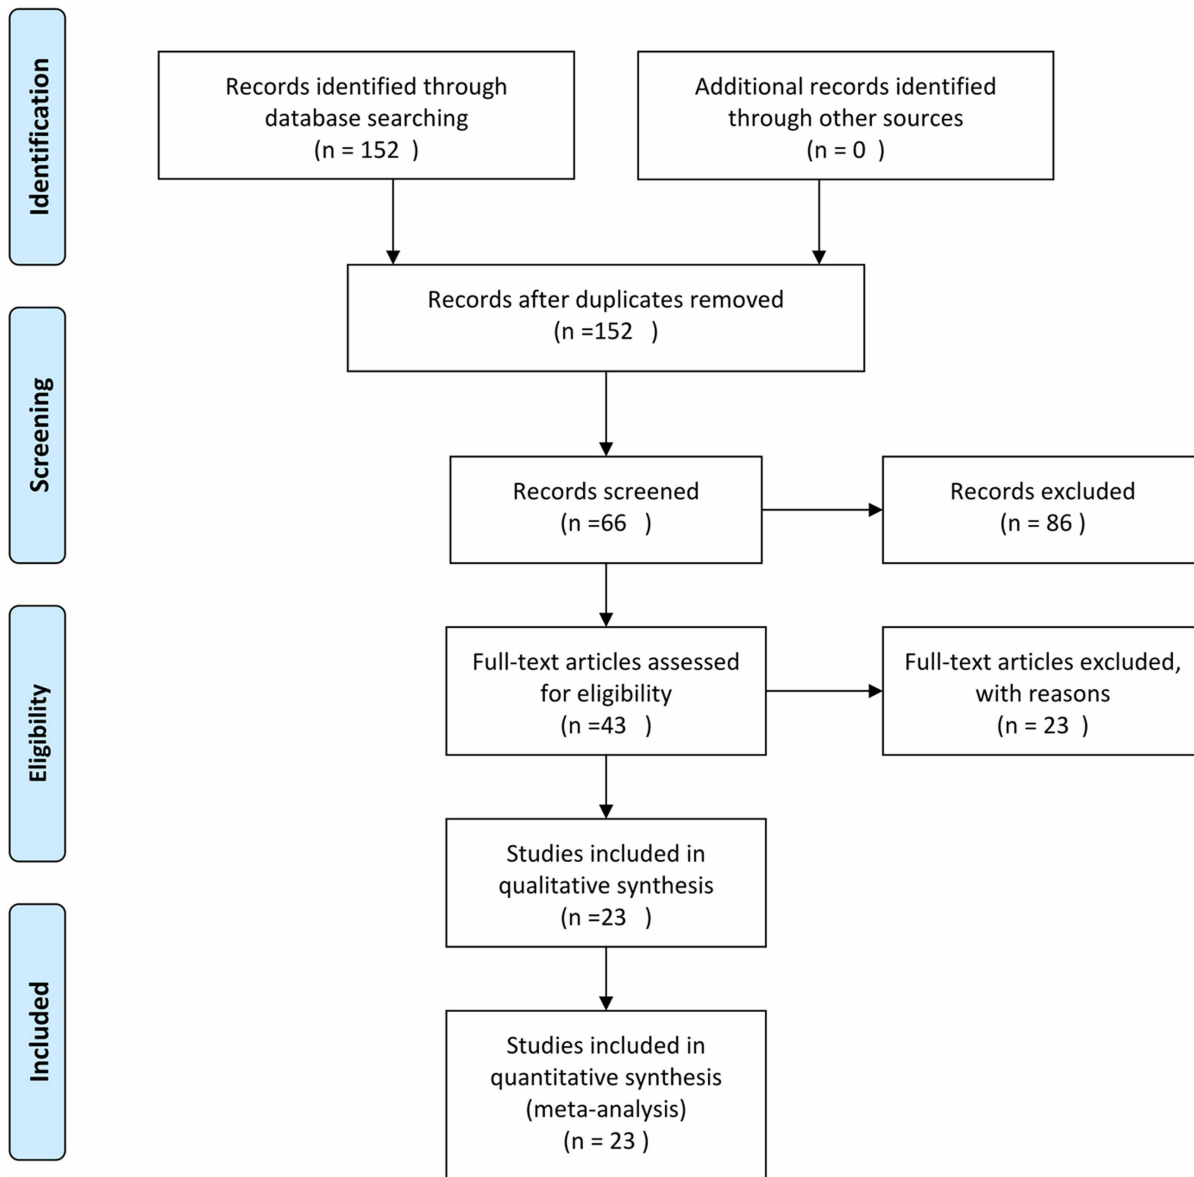 Identification
Records identified through
database searching
(n = 152  )
Additional records identified
through other sources
(n = 0  )
Records after duplicates removed
(n =152   )
Screening
Records screened
(n =66   )
Records excluded
(n = 86 )
Eligibility
Full-text articles assessed
for eligibility
(n =43   )
Full-text articles excluded,
with reasons
(n = 23  )
Studies included in
qualitative synthesis
(n =23   )
Included
Studies included in
quantitative synthesis
(meta-analysis)
(n = 23 )